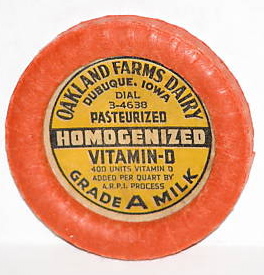 OAKLAND FARMS DAIRY
DUBUQUE, IOWA
DIAL
3-4638
PASTEURIZED
HOMOGENIZED
VITAMIN-D
400 UNITS VITAMIN D
ADDED PER QUART BY
A.R.P.I. PROCESS
GRADE A MILK